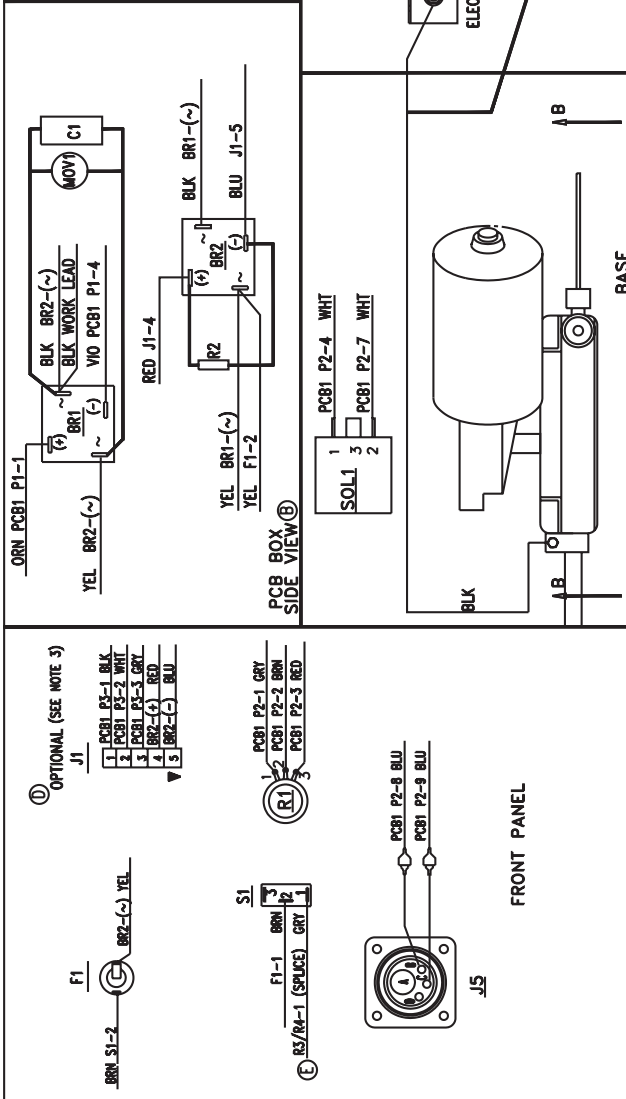 ELEC
C1
MOV1
BLK BR2-(~)
BLK WORK LEAD
VIO PCB1 P1-4
~
BR1
(+)
(-)
~
ORN PCB1 P1-1
YEL BR2-(~)
BLK BR1-(~)
BLU J1-5
~
(-)
BR2
(+)
~
RED J1-4
R2
YEL BR1-(~)
YEL F1-2
PCB BOX
SIDE VIEW B
PCB1 P2-4 WHT
PCB1 P2-7 WHT
1
3
2
SOL1
B
BASE
BLK
B
D OPTIONAL (SEE NOTE 3)
J1
1 PCB1 P3-1 BLK
2 PCB1 P3-2 WHT
3 PCB1 P3-3 GRY
4 BR2-(+) RED
5 BR2-(-) BLU
PCB1 P2-1 GRY
PCB1 P2-2 BRN
PCB1 P2-3 RED
1
2
3
R1
F1
BR2-(~) YEL
BRN S1-2
S1
3
2
1
F1-1 BRN
R3/R4-1 (SPLICE) GRY
E
PCB1 P2-8 BLU
PCB1 P2-9 BLU
A
B
C
D
J5
FRONT PANEL